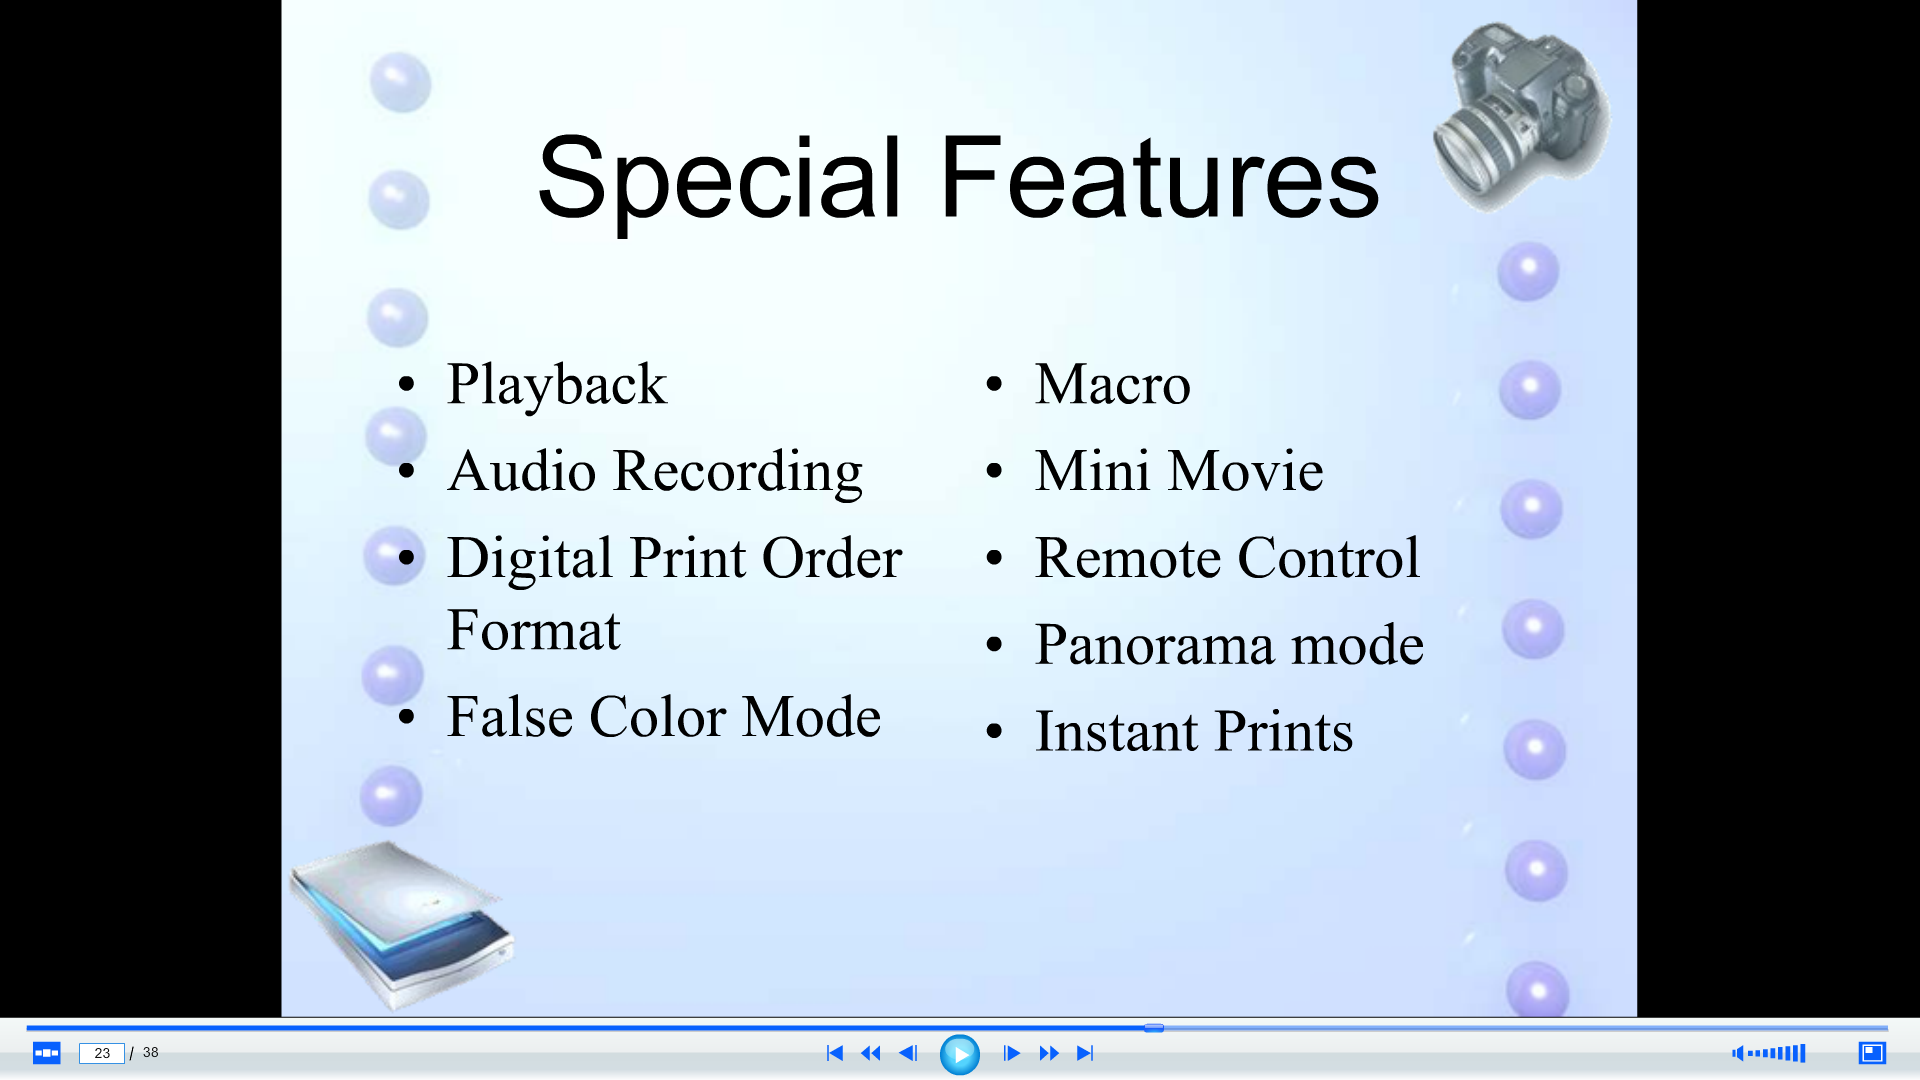 Special Features
• Playback
• Audio Recording
• Digital Print Order
Format
• False Color Mode
• Macro
• Mini Movie
• Remote Control
• Panorama mode
• Instant Prints
23 / 38